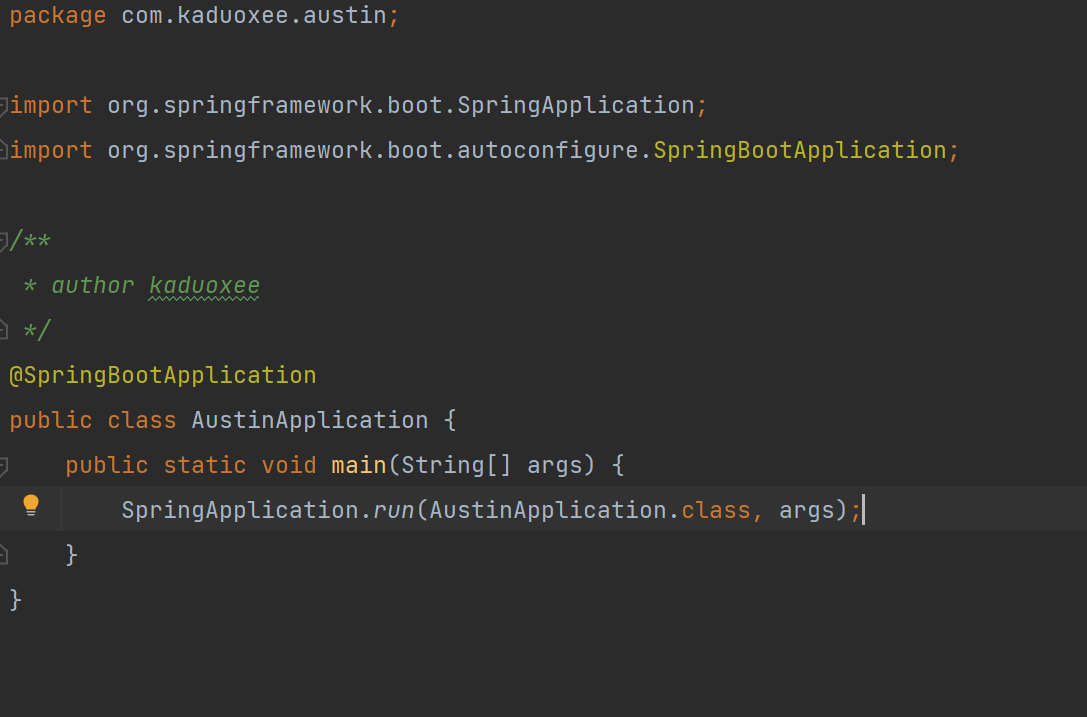 package com.kaduoxee.austin;
import org.springframework.boot.SpringApplication;
import org.springframework.boot.autoconfigure.SpringBootApplication;
/**
 * author kaduoxee
 */
@SpringBootApplication
public class AustinApplication {
    public static void main(String[] args) {
        SpringApplication.run(AustinApplication.class, args);
    }
}